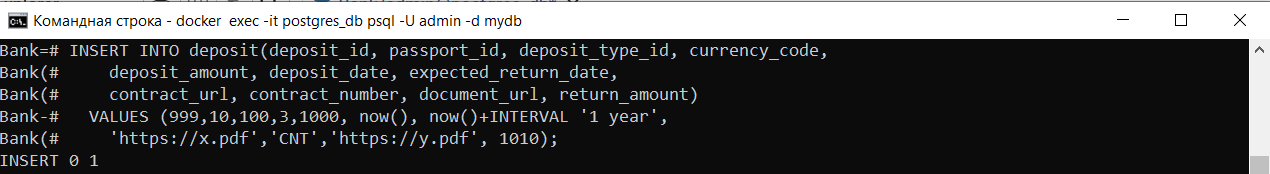 Командная строка - docker  exec -it postgres_db psql -U admin -d mydb
Bank=# INSERT INTO deposit(deposit_id, passport_id, deposit_type_id, currency_code,
Bank(#     deposit_amount, deposit_date, expected_return_date,
Bank(#     contract_url, contract_number, document_url, return_amount)
Bank-#   VALUES (999,10,100,3,1000, now(), now()+INTERVAL '1 year',
Bank(#     'https://x.pdf','CNT','https://y.pdf', 1010);
INSERT 0 1